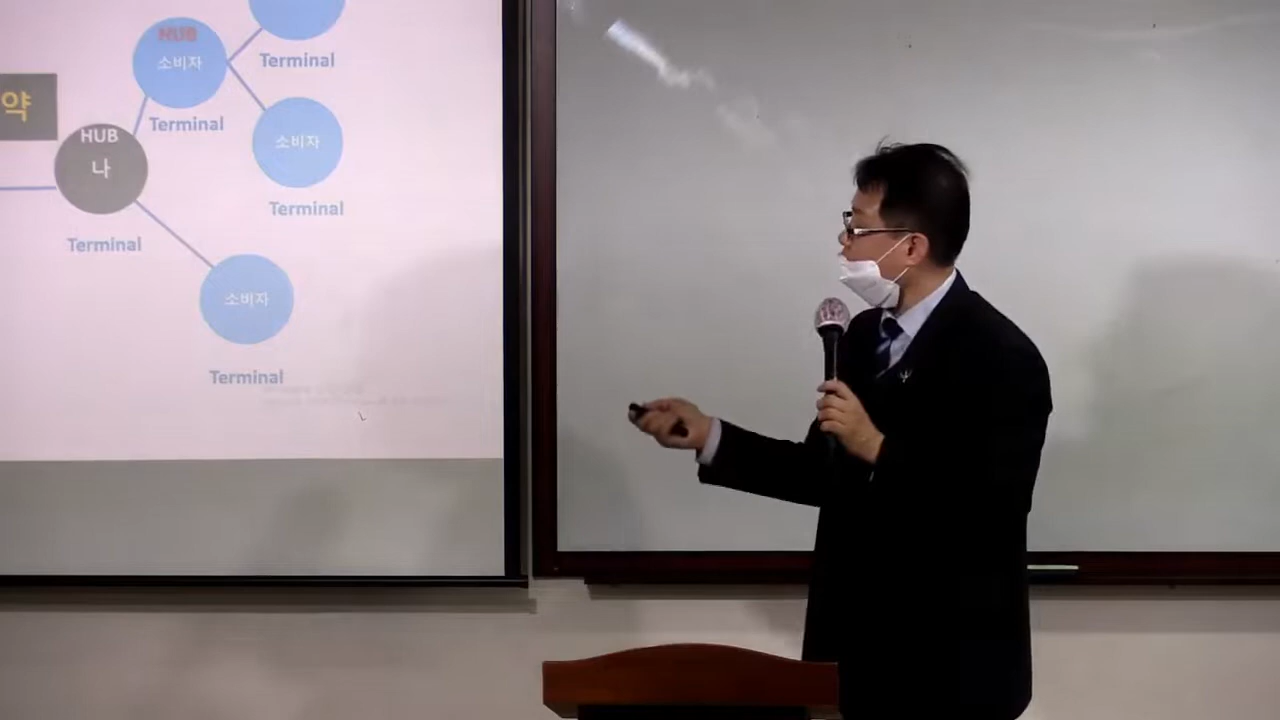 HUB
소비자
Terminal
Terminal
약
HUB
나
소비자
Terminal
Terminal
소비자
Terminal